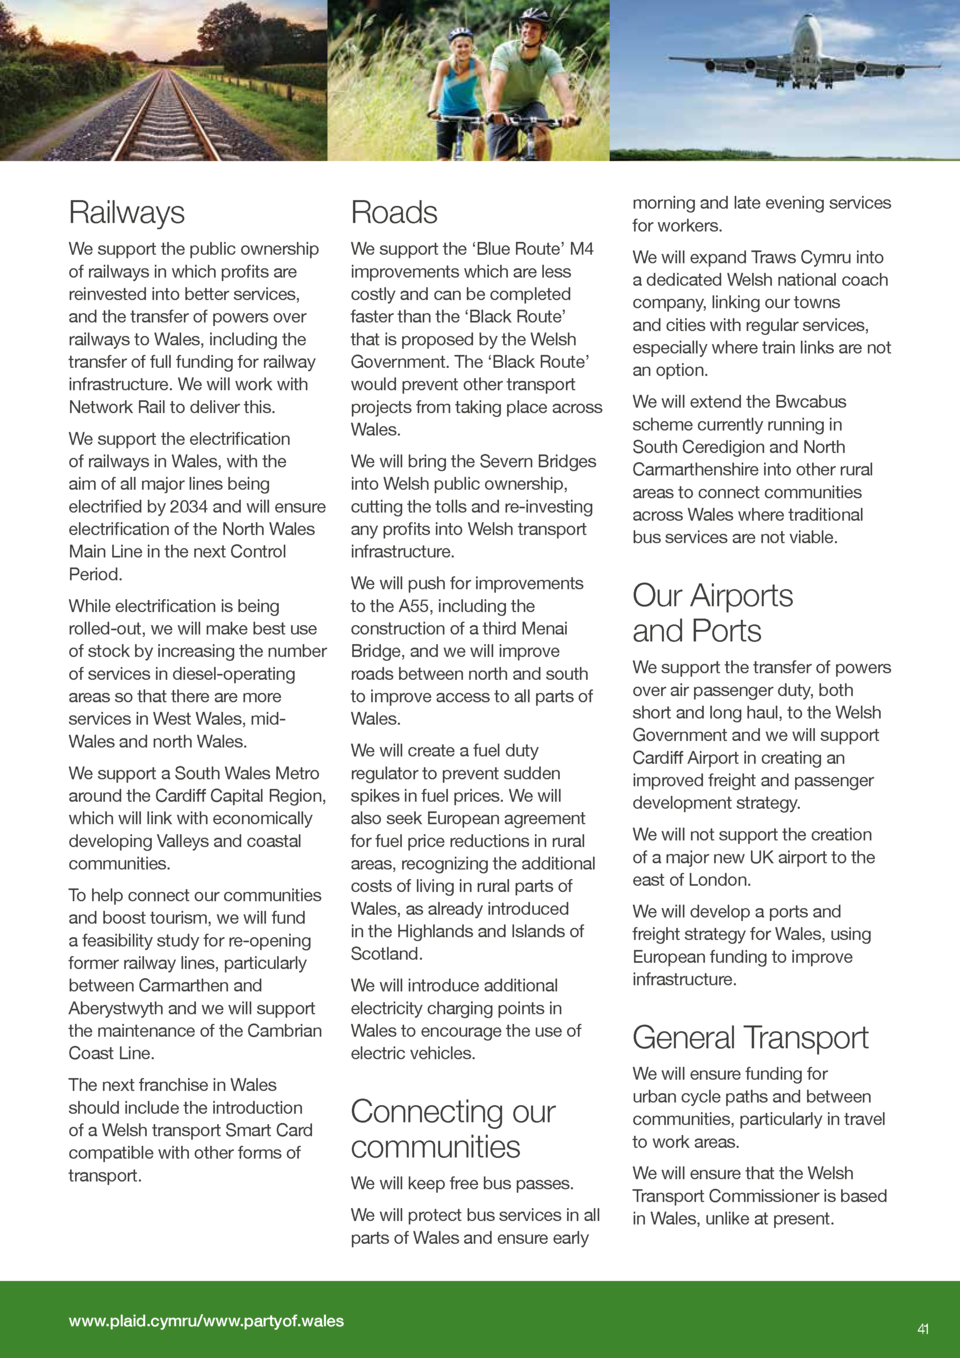 Railways
We support the public ownership
of railways in which profits are
reinvested into better services,
and the transfer of powers over
railways to Wales, including the
transfer of full funding for railway
infrastructure. We will work with
Network Rail to deliver this.
We support the electrification
of railways in Wales, with the
aim of all major lines being
electrified by 2034 and will ensure
electrification of the North Wales
Main Line in the next Control
Period.
While electrification is being
rolled-out, we will make best use
of stock by increasing the number
of services in diesel-operating
areas so that there are more
services in West Wales, mid-
Wales and north Wales.
We support a South Wales Metro
around the Cardiff Capital Region,
which will link with economically
developing Valleys and coastal
communities.
To help connect our communities
and boost tourism, we will fund
a feasibility study for re-opening
former railway lines, particularly
between Carmarthen and
Aberystwyth and we will support
the maintenance of the Cambrian
Coast Line.
The next franchise in Wales
should include the introduction
of a Welsh transport Smart Card
compatible with other forms of
transport.
Roads
We support the ‘Blue Route’ M4
improvements which are less
costly and can be completed
faster than the ‘Black Route’
that is proposed by the Welsh
Government. The ‘Black Route’
would prevent other transport
projects from taking place across
Wales.
We will bring the Severn Bridges
into Welsh public ownership,
cutting the tolls and re-investing
any profits into Welsh transport
infrastructure.
We will push for improvements
to the A55, including the
construction of a third Menai
Bridge, and we will improve
roads between north and south
to improve access to all parts of
Wales.
We will create a fuel duty
regulator to prevent sudden
spikes in fuel prices. We will
also seek European agreement
for fuel price reductions in rural
areas, recognizing the additional
costs of living in rural parts of
Wales, as already introduced
in the Highlands and Islands of
Scotland.
We will introduce additional
electricity charging points in
Wales to encourage the use of
electric vehicles.
Connecting our
communities
We will keep free bus passes.
We will protect bus services in all
parts of Wales and ensure early
morning and late evening services
for workers.
We will expand Traws Cymru into
a dedicated Welsh national coach
company, linking our towns
and cities with regular services,
especially where train links are not
an option.
We will extend the Bwcabus
scheme currently running in
South Ceredigion and North
Carmarthenshire into other rural
areas to connect communities
across Wales where traditional
bus services are not viable.
Our Airports
and Ports
We support the transfer of powers
over air passenger duty, both
short and long haul, to the Welsh
Government and we will support
Cardiff Airport in creating an
improved freight and passenger
development strategy.
We will not support the creation
of a major new UK airport to the
east of London.
We will develop a ports and
freight strategy for Wales, using
European funding to improve
infrastructure.
General Transport
We will ensure funding for
urban cycle paths and between
communities, particularly in travel
to work areas.
We will ensure that the Welsh
Transport Commissioner is based
in Wales, unlike at present.
www.plaid.cymru/www.partyof.wales
41